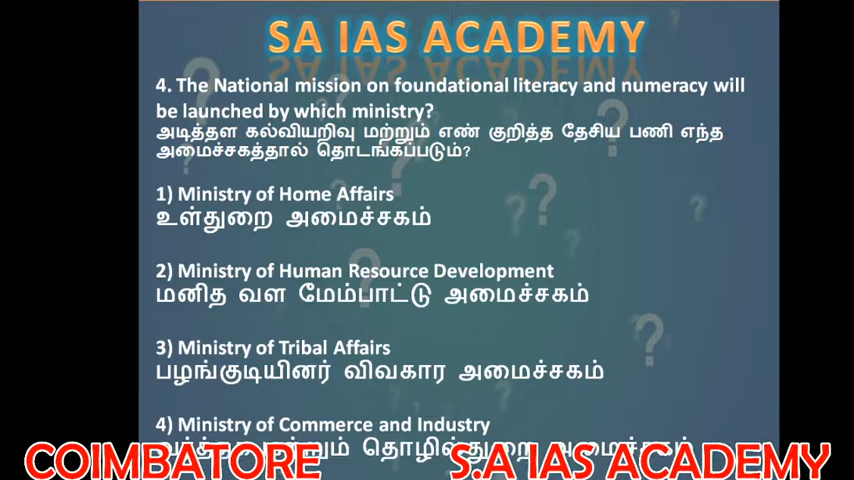 SA IAS ACADEMY
4. The National mission on foundational literacy and numeracy will
be launched by which ministry?
அடித்தள கல்வியறிவு மற்றும் எண் குறித்த தேசிய பணி எந்த
அமைச்சகத்தால் தொடங்கப்படும்?
1) Ministry of Home Affairs
உள்துறை அமைச்சகம்
2) Ministry of Human Resource Development
மனித வள மேம்பாட்டு அமைச்சகம்
3) Ministry of Tribal Affairs
பழங்குடியினர் விவகார அமைச்சகம்
4) Ministry of Commerce and Industry
தொழில்துறை
COIMBATORE S.A IAS ACADEMY